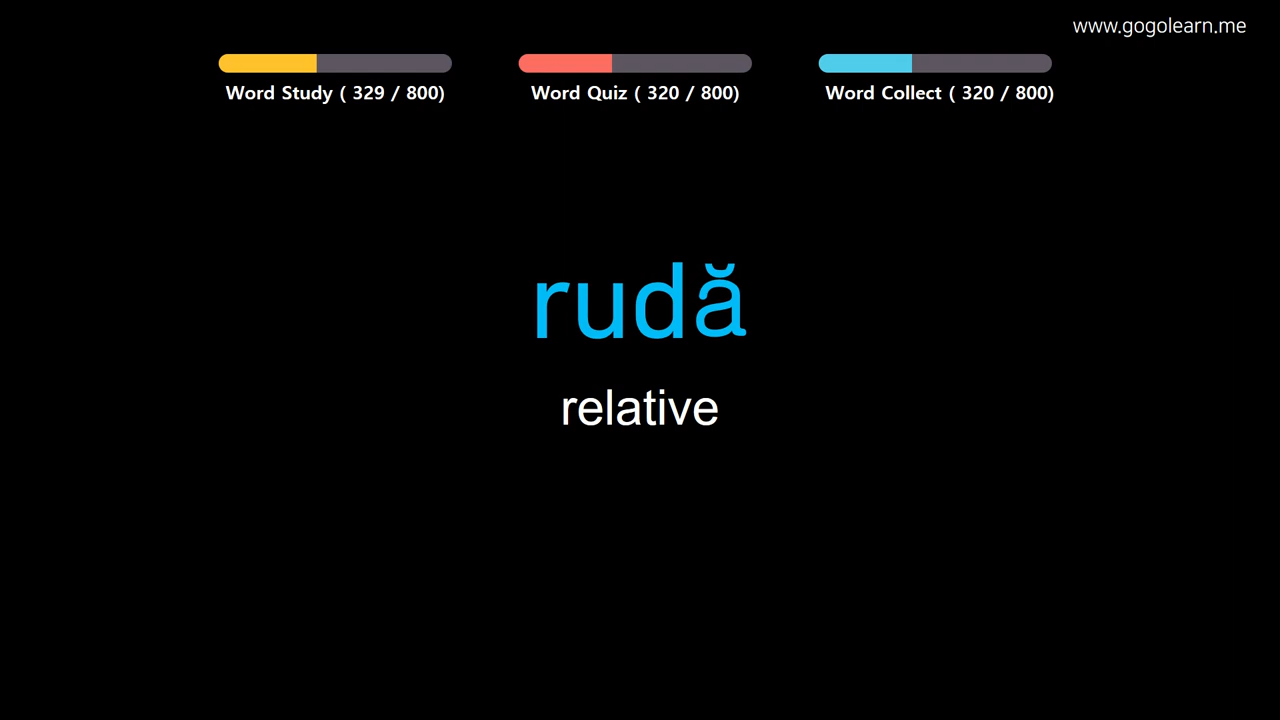 www.gogolearn.me
Word Study ( 329 / 800)
Word Quiz ( 320 / 800)
Word Collect ( 320 / 800)
rudă
relative